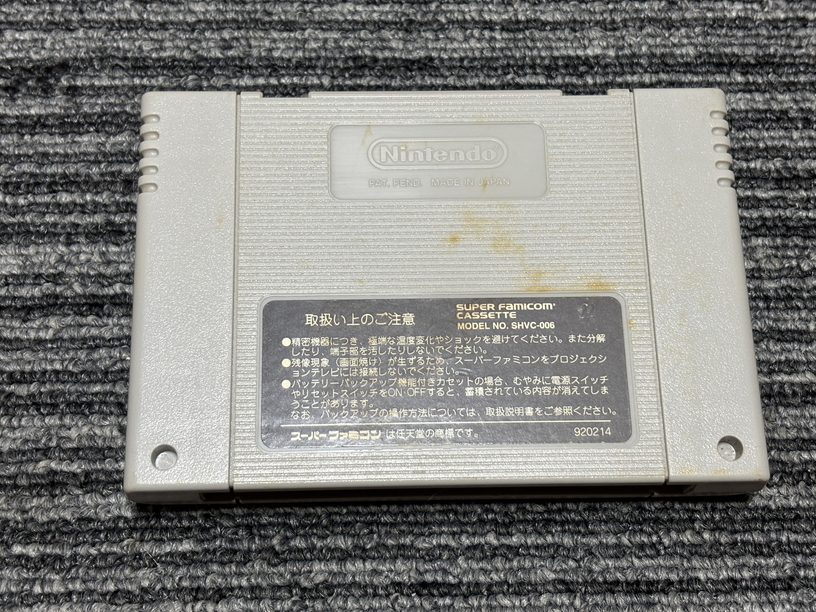 Nintendo
PAT. PEND. MADE IN JAPAN
取扱い上のご注意
SUPER FAMICOM
CASSETTE
MODEL NO. SHVC-006
●精密機器につき、極端な温度変化やショックを避けてください。また分解
したり、端子部を汚したりしないでください。
●残像現象（画面焼け）が生ずるため、スーパーファミコンをプロジェクシ
ョンテレビには接続しないでください。
●バッテリーバックアップ機能付きカセットの場合、むやみに電源スイッチ
やリセットスイッチをON・OFFすると、蓄積されている内容が消えてしま
うことがあります。
なお、バックアップの操作方法については、取扱説明書をご参照ください。
スーパーファミコンは任天堂の商標です。
920214